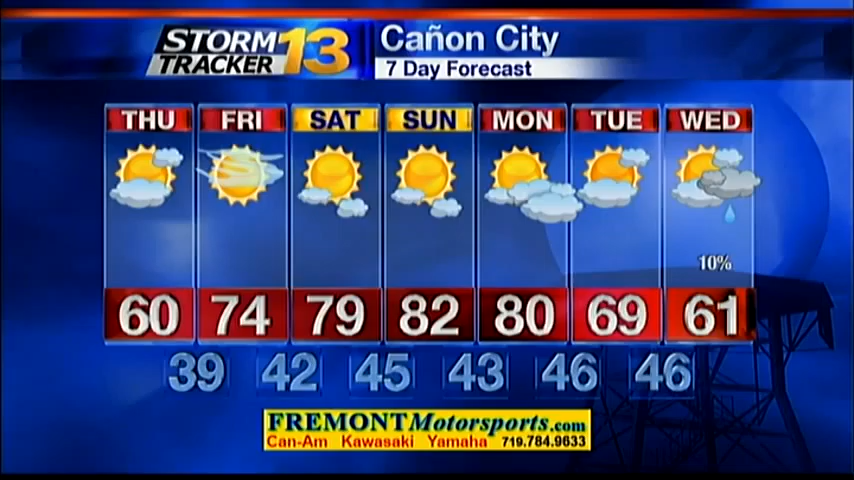 STORM TRACKER 13
Cañon City
7 Day Forecast
THU FRI SAT SUN MON TUE WED
10%
60 74 79 82 80 69 61
39 42 45 43 46 46
FREMONTMotorsports.com
Can-Am Kawasaki Yamaha 719.784.9633